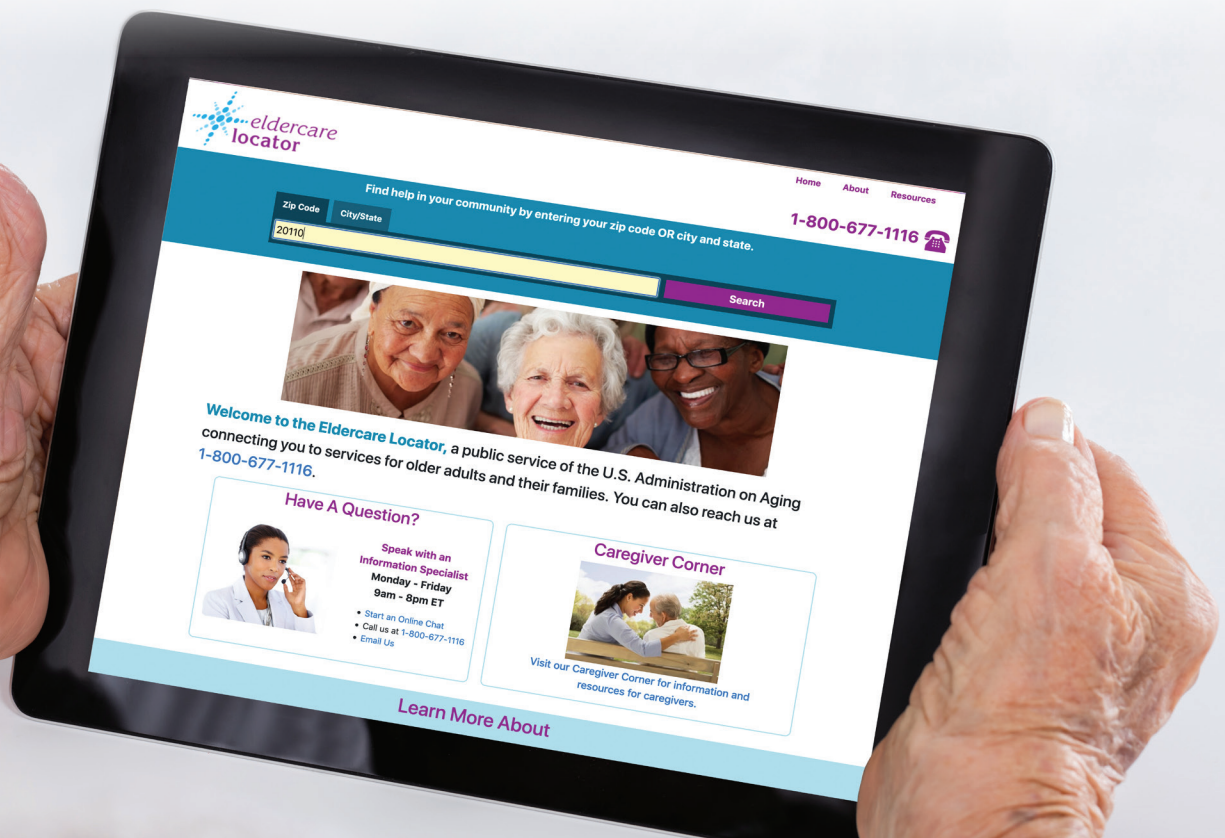 eldercare
locator
Home About Resources
1-800-677-1116
Find help in your community by entering your zip code OR city and state.
Zip Code City/State
20110
Search
Welcome to the Eldercare Locator, a public service of the U.S. Administration on Aging
connecting you to services for older adults and their families. You can also reach us at
1-800-677-1116.
Have A Question?
Speak with an
Information Specialist
Monday - Friday
9am - 8pm ET
• Start an Online Chat
• Call us at 1-800-677-1116
• Email Us
Caregiver Corner
Visit our Caregiver Corner for information and
resources for caregivers.
Learn More About